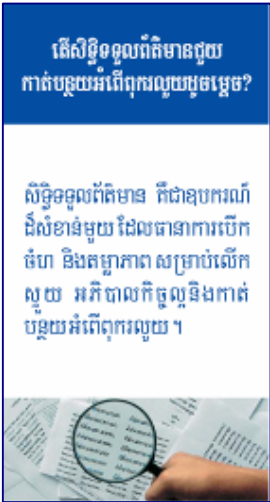 តើសិទ្ធិទទួលព័ត៌មានជួយ
កាត់បន្ថយអំពើពុករលួយដូចម្តេច?
សិទ្ធិទទួលព័ត៌មាន គឺជាឧបករណ៍
ដ៏សំខាន់មួយ ដែលធានាការបើក
ចំហ និងតម្លាភាព សម្រាប់លើក
ស្ទួយ អភិបាលកិច្ចល្អនិងកាត់
បន្ថយអំពើពុករលួយ ។